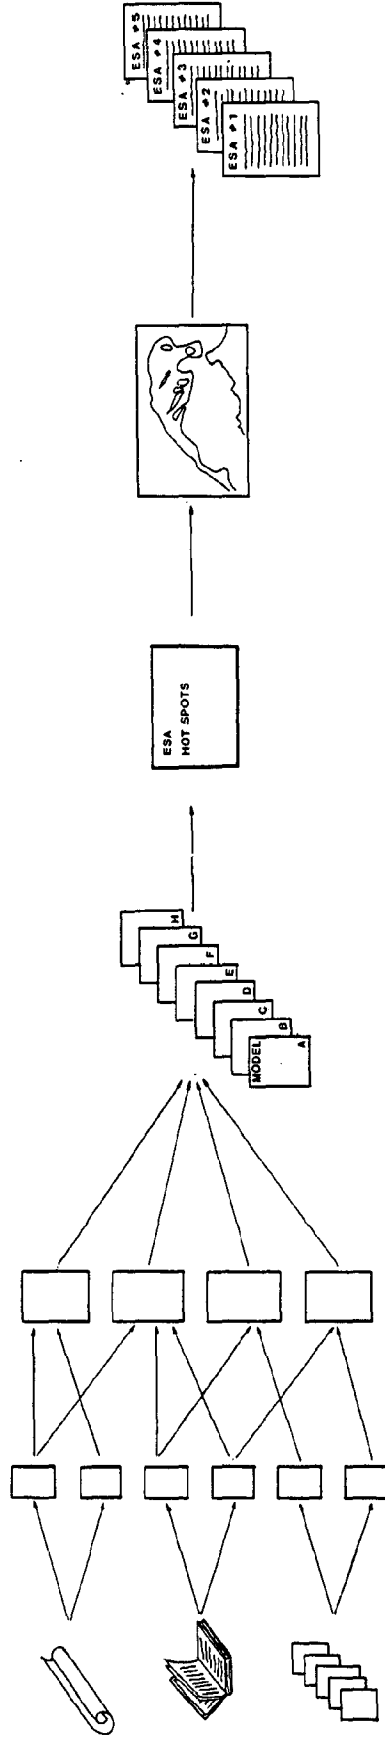 MODEL
A
B
C
D
E
F
G
H
ESA
HOT SPOTS
ESA #1
ESA #2
ESA #3
ESA #4
ESA #5